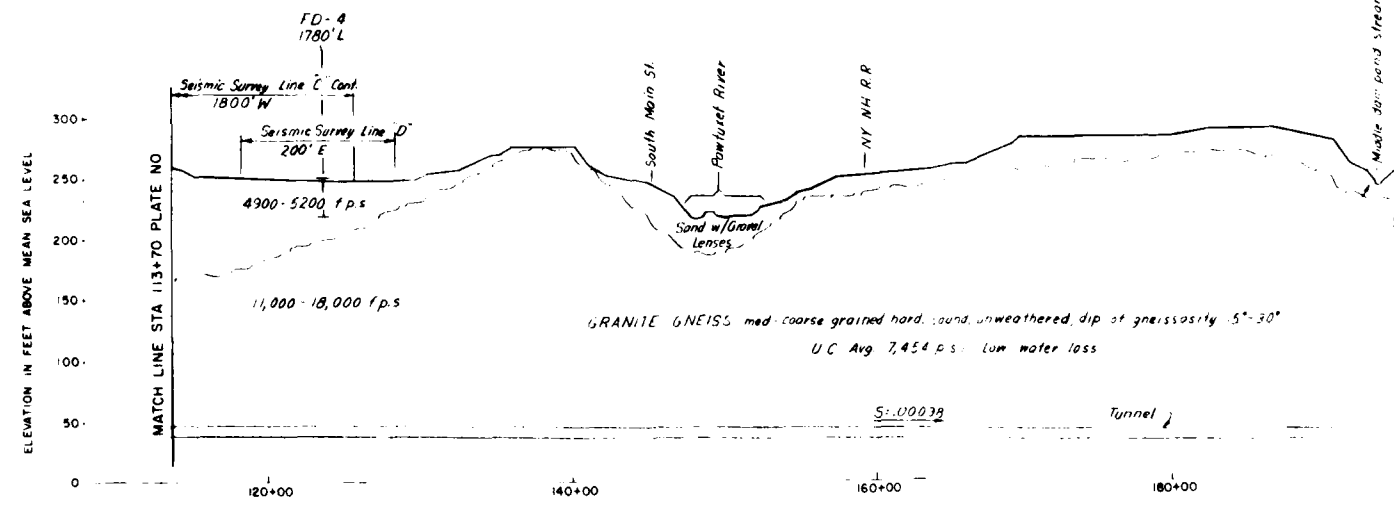 FD-4
1780' L
Seismic Survey Line "C" Cont.
1800' W
Seismic Survey Line "D"
200' E
4900-5200 f.p.s
11,000-18,000 f.p.s
South Main St.
Pawtuxet River
NY NH R.R
Middle dam pond stream
Sand w/Gravel
Lenses
GRANITE GNEISS med-coarse grained hard, sound, unweathered, dip of gneissosity 5°-30°
U C Avg. 7,454 p.s. Low water loss
S=.00038
Tunnel
ELEVATION IN FEET ABOVE MEAN SEA LEVEL
300
250
200
150
100
50
0
MATCH LINE STA 113+70 PLATE NO
120+00
140+00
160+00
180+00